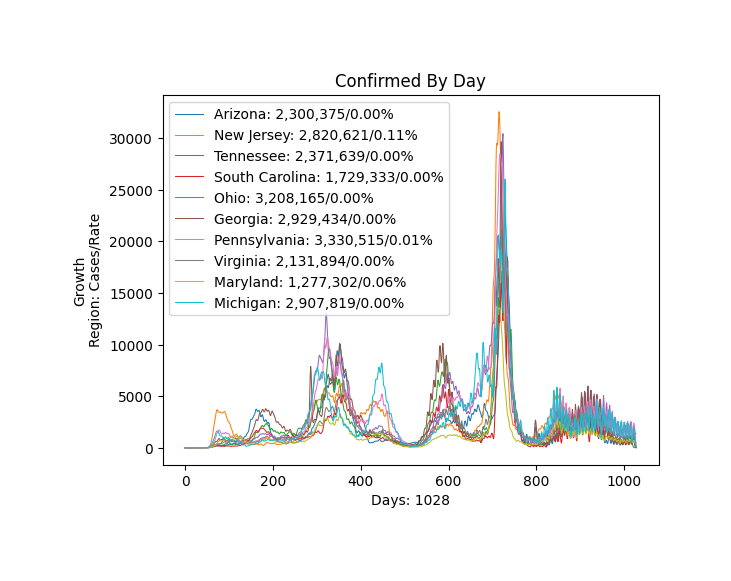 Confirmed By Day
Growth
Region: Cases/Rate
30000
25000
20000
15000
10000
5000
0
Arizona: 2,300,375/0.00%
New Jersey: 2,820,621/0.11%
Tennessee: 2,371,639/0.00%
South Carolina: 1,729,333/0.00%
Ohio: 3,208,165/0.00%
Georgia: 2,929,434/0.00%
Pennsylvania: 3,330,515/0.01%
Virginia: 2,131,894/0.00%
Maryland: 1,277,302/0.06%
Michigan: 2,907,819/0.00%
0 200 400 600 800 1000
Days: 1028